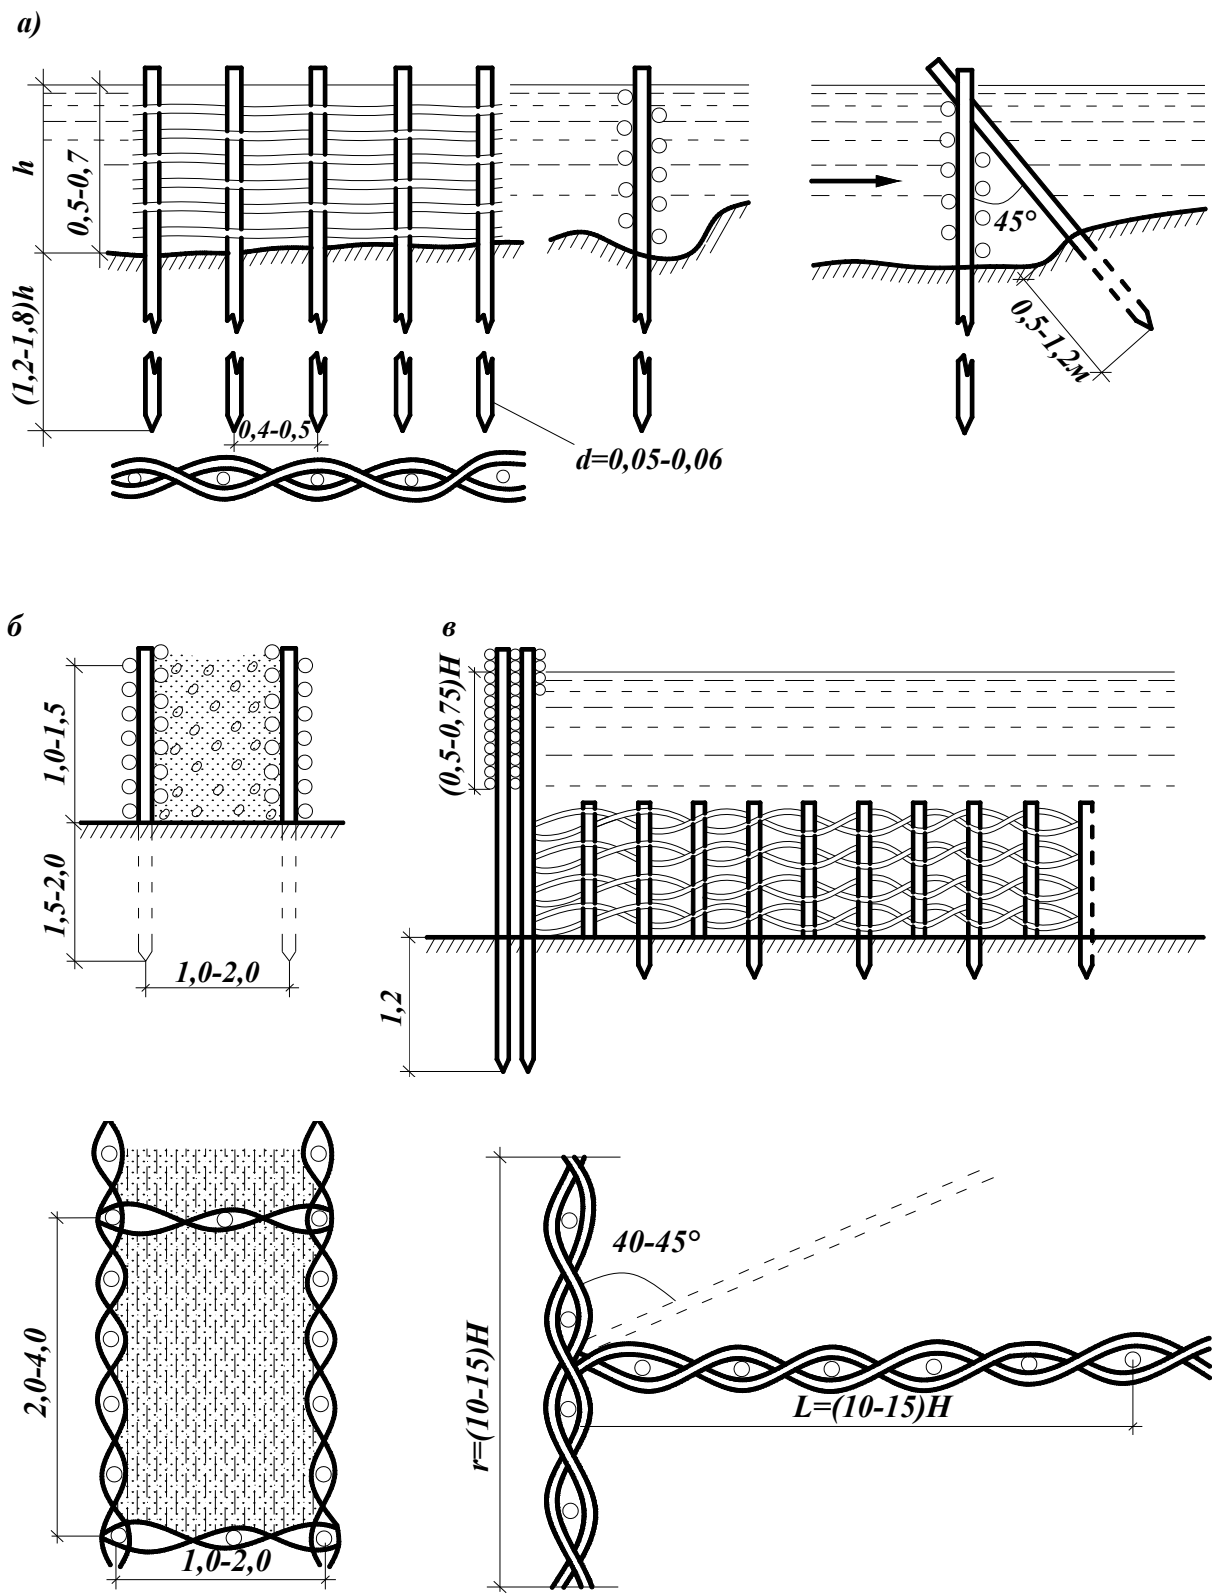 а)
h
0,5-0,7
(1,2-1,8)h
0,4-0,5
d=0,05-0,06
45°
0,5-1,2м
б
1,0-1,5
1,5-2,0
1,0-2,0
в
(0,5-0,75)H
1,2
2,0-4,0
1,0-2,0
r=(10-15)H
40-45°
L=(10-15)H